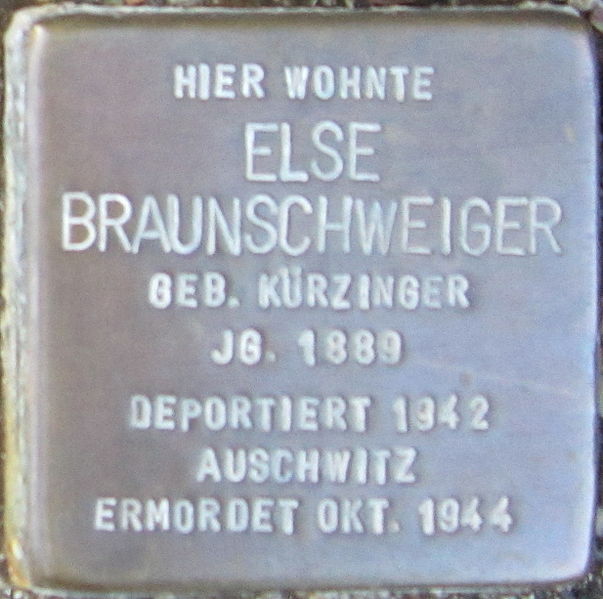 HIER WOHNTE
ELSE
BRAUNSCHWEIGER
GEB. KÜRZINGER
JG. 1889
DEPORTIERT 1942
AUSCHWITZ
ERMORDET OKT. 1944